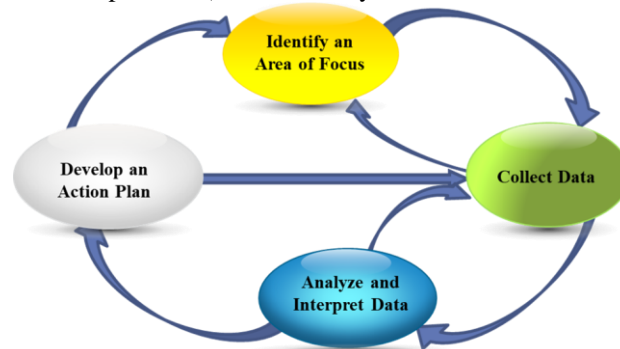 Identify an
Area of Focus
Develop an
Action Plan
Collect Data
Analyze and
Interpret Data